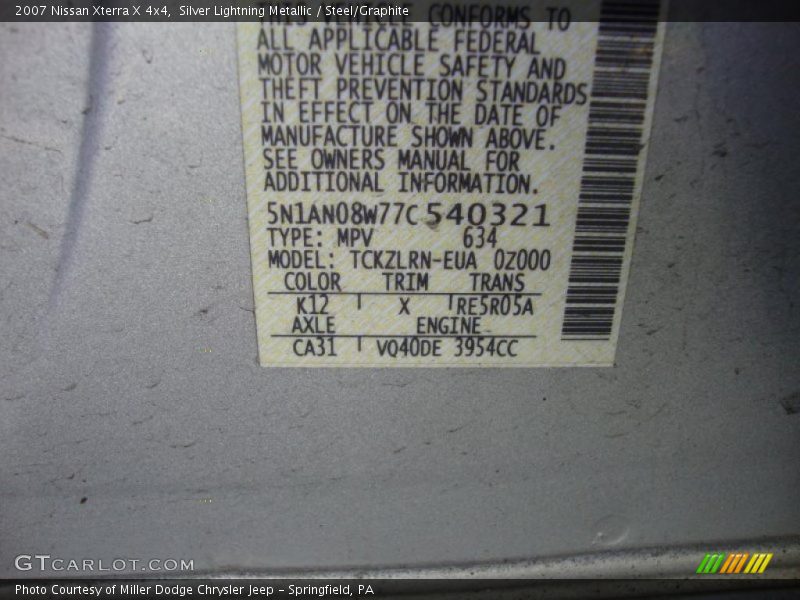 2007 Nissan Xterra X 4x4,  Silver Lightning Metallic / Steel/Graphite
THIS VEHICLE CONFORMS TO
ALL APPLICABLE FEDERAL
MOTOR VEHICLE SAFETY AND
THEFT PREVENTION STANDARDS
IN EFFECT ON THE DATE OF
MANUFACTURE SHOWN ABOVE.
SEE OWNERS MANUAL FOR
ADDITIONAL INFORMATION.
5N1AN08W77C540321
TYPE: MPV 634
MODEL: TCKZLRN-EUA 0Z000
COLOR TRIM TRANS
K12 X RE5R05A
AXLE ENGINE
CA31 VQ40DE 3954CC
GTCARLOT.COM
Photo Courtesy of Miller Dodge Chrysler Jeep – Springfield, PA